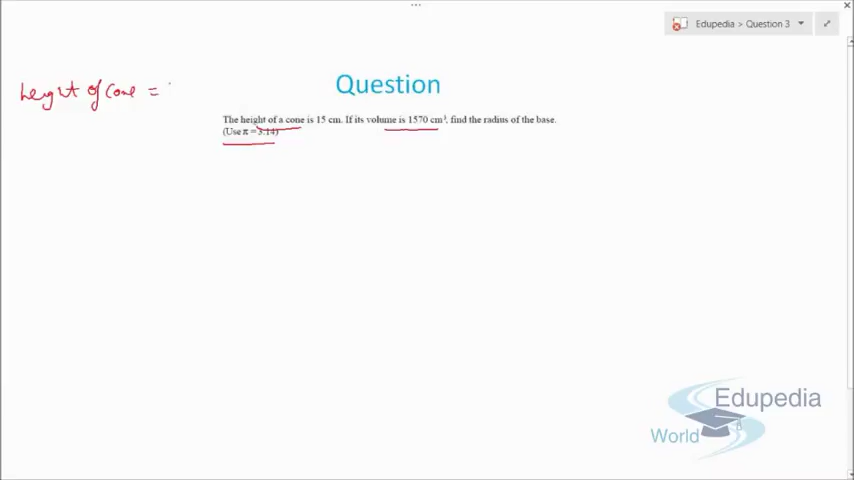 Edupedia > Question 3
Question
height of Cone =
The height of a cone is 15 cm. If its volume is 1570 cm³, find the radius of the base.
(Use π = 3.14)
Edupedia
World